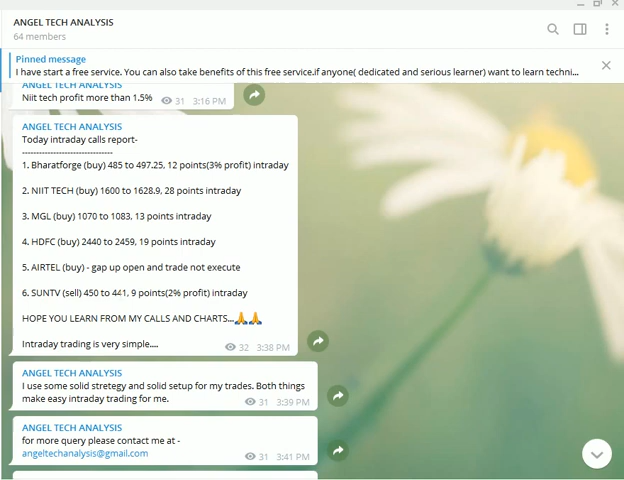 ANGEL TECH ANALYSIS
64 members
Pinned message
I have start a free service. You can also take benefits of this free service.if anyone( dedicated and serious learner) want to learn techni...
ANGEL TECH ANALYSIS
Niit tech profit more than 1.5%
31 3:16 PM
ANGEL TECH ANALYSIS
Today intraday calls report-
------------------------------
1. Bharatforge (buy) 485 to 497.25, 12 points(3% profit) intraday
2. NIIT TECH (buy) 1600 to 1628.9, 28 points intraday
3. MGL (buy) 1070 to 1083, 13 points intraday
4. HDFC (buy) 2440 to 2459, 19 points intraday
5. AIRTEL (buy) - gap up open and trade not execute
6. SUNTV (sell) 450 to 441, 9 points(2% profit) intraday
HOPE YOU LEARN FROM MY CALLS AND CHARTS...🙏🙏
Intraday trading is very simple....
32 3:38 PM
ANGEL TECH ANALYSIS
I use some solid stretegy and solid setup for my trades. Both things
make easy intraday trading for me.
31 3:39 PM
ANGEL TECH ANALYSIS
for more query please contact me at -
angeltechanalysis@gmail.com
31 3:41 PM